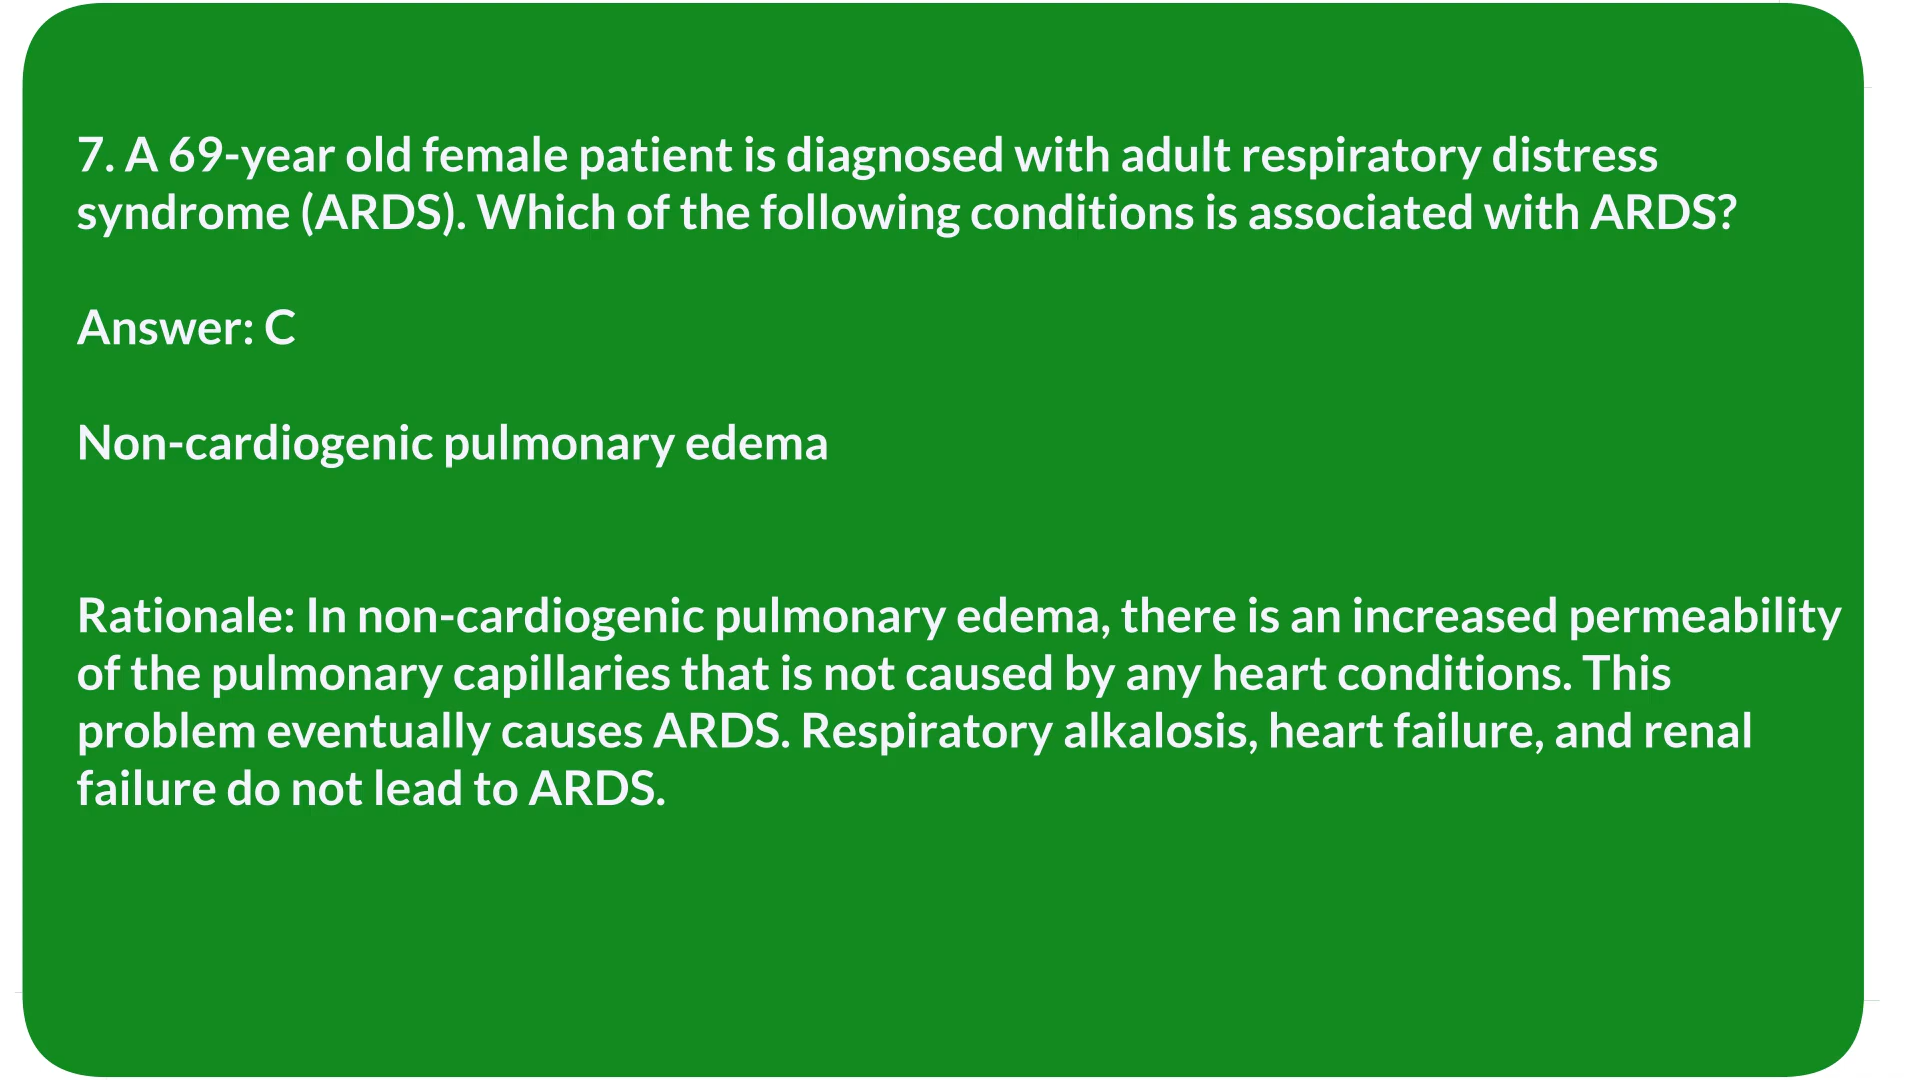 7. A 69-year old female patient is diagnosed with adult respiratory distress
syndrome (ARDS). Which of the following conditions is associated with ARDS?
Answer: C
Non-cardiogenic pulmonary edema
Rationale: In non-cardiogenic pulmonary edema, there is an increased permeability
of the pulmonary capillaries that is not caused by any heart conditions. This
problem eventually causes ARDS. Respiratory alkalosis, heart failure, and renal
failure do not lead to ARDS.